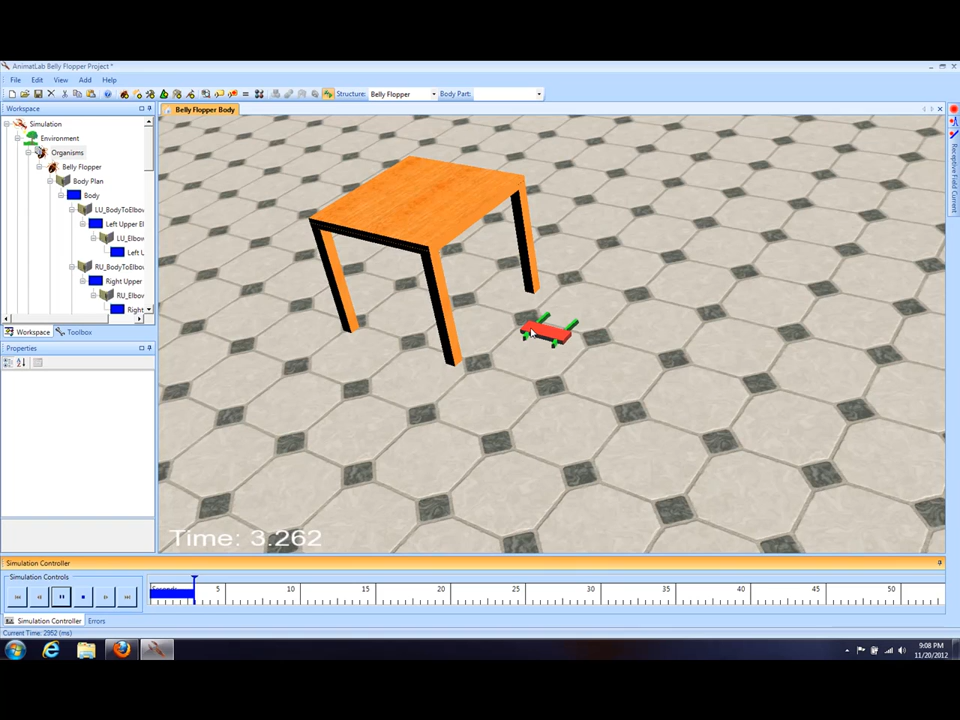 AnimatLab Belly Flopper Project *
File Edit View Add Help
Structure: Belly Flopper Body Part:
Workspace
Belly Flopper Body
Simulation
Environment
Organisms
Belly Flopper
Body Plan
Body
LU_BodyToElbov
Left Upper El
LU_Elbow
Left U
RU_BodyToElbov
Right Upper
RU_Elbo
Right
Workspace Toolbox
Properties
Receptive Field Current
Time: 3.262
Simulation Controller
Simulation Controls
5 10 15 20 25 30 35 40 45 50
Simulation Controller Errors
Current Time: 2952 (ms)
9:08 PM
11/20/2012